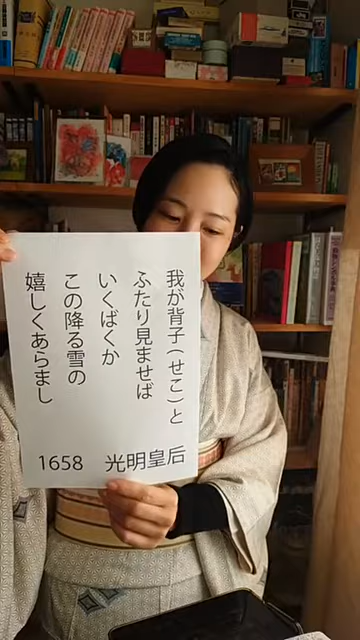 我が背子(せこ)と
ふたり見ませば
いくばくか
この降る雪の
嬉しくあらまし
1658 光明皇后